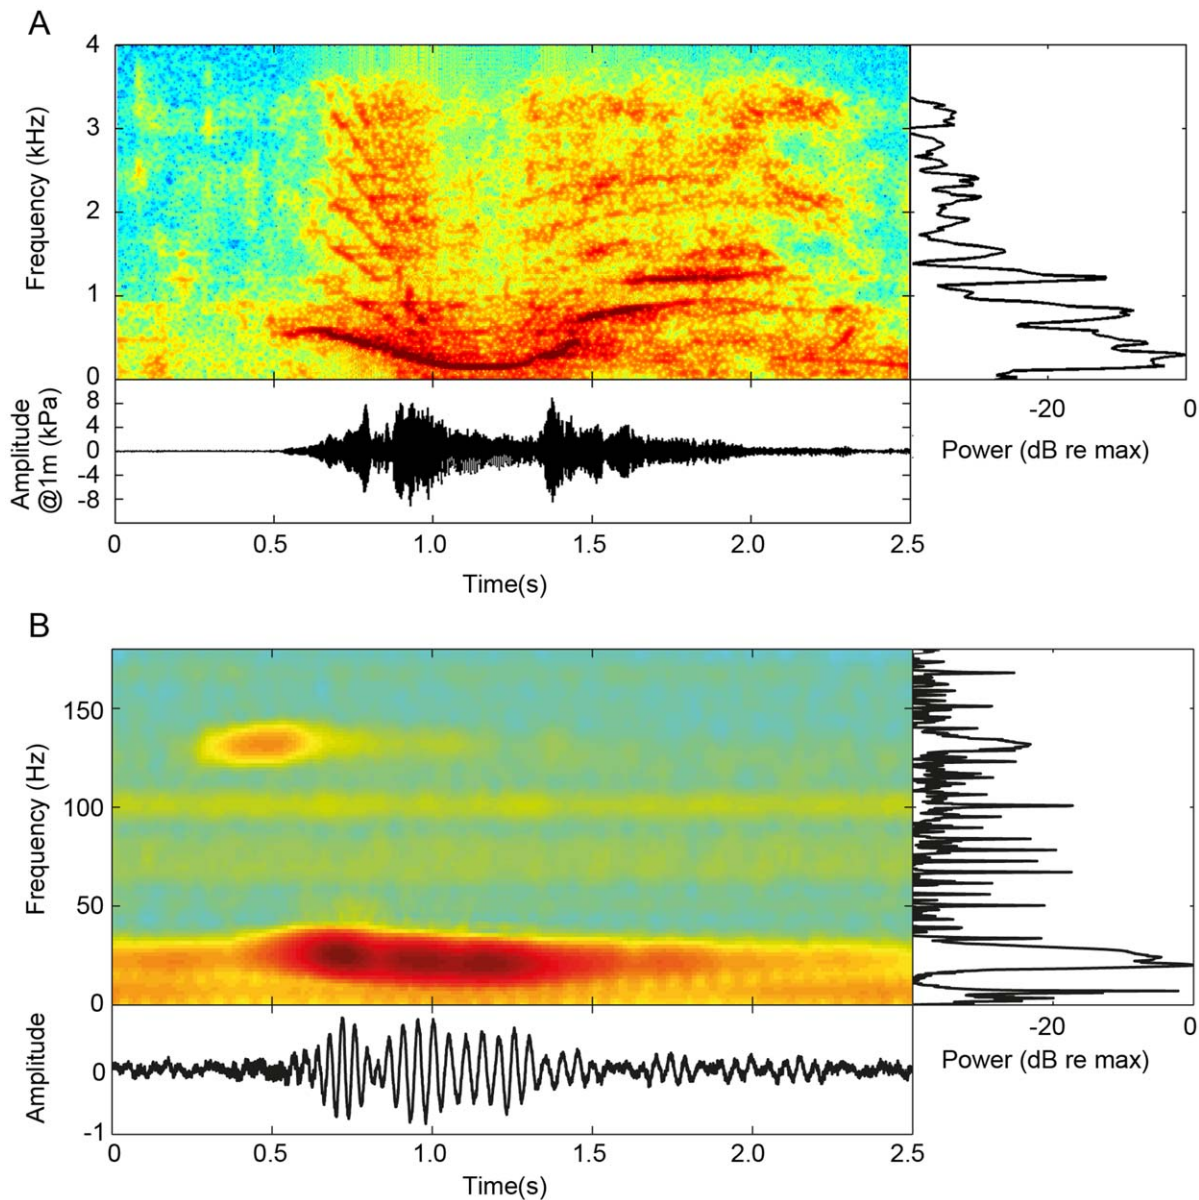 A
4
3
2
1
0
Frequency (kHz)
8
4
0
-4
-8
Amplitude
@1m (kPa)
0 0.5 1.0 1.5 2.0 2.5
Time(s)
-20 0
Power (dB re max)
B
150
100
50
0
Frequency (Hz)
0
-1
Amplitude
0 0.5 1.0 1.5 2.0 2.5
Time(s)
-20 0
Power (dB re max)